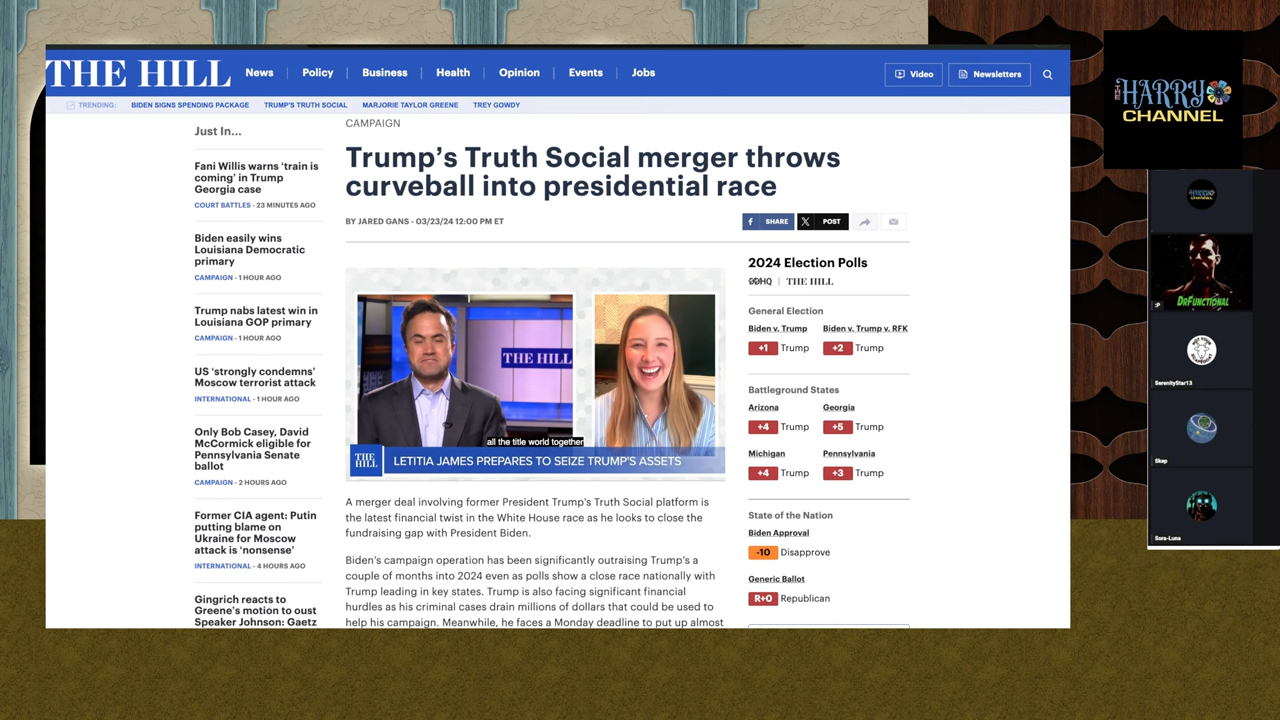 THE HILL
News
Policy
Business
Health
Opinion
Events
Jobs
Video
Newsletters
TRENDING:
BIDEN SIGNS SPENDING PACKAGE
TRUMP'S TRUTH SOCIAL
MARJORIE TAYLOR GREENE
TREY GOWDY
Just In...
Fani Willis warns ‘train is
coming’ in Trump
Georgia case
COURT BATTLES - 23 MINUTES AGO
Biden easily wins
Louisiana Democratic
primary
CAMPAIGN - 1 HOUR AGO
Trump nabs latest win in
Louisiana GOP primary
CAMPAIGN - 1 HOUR AGO
US ‘strongly condemns’
Moscow terrorist attack
INTERNATIONAL - 1 HOUR AGO
Only Bob Casey, David
McCormick eligible for
Pennsylvania Senate
ballot
CAMPAIGN - 2 HOURS AGO
Former CIA agent: Putin
putting blame on
Ukraine for Moscow
attack is ‘nonsense’
INTERNATIONAL - 4 HOURS AGO
Gingrich reacts to
Greene’s motion to oust
Speaker Johnson: Gaetz
CAMPAIGN
Trump’s Truth Social merger throws
curveball into presidential race
BY JARED GANS - 03/23/24 12:00 PM ET
SHARE
POST
THE HILL
all the title world together
THE HILL
LETITIA JAMES PREPARES TO SEIZE TRUMP'S ASSETS
A merger deal involving former President Trump's Truth Social platform is
the latest financial twist in the White House race as he looks to close the
fundraising gap with President Biden.
Biden's campaign operation has been significantly outraising Trump's a
couple of months into 2024 even as polls show a close race nationally with
Trump leading in key states. Trump is also facing significant financial
hurdles as his criminal cases drain millions of dollars that could be used to
help his campaign. Meanwhile, he faces a Monday deadline to put up almost
2024 Election Polls
DDHQ | THE HILL
General Election
Biden v. Trump
+1 Trump
Biden v. Trump v. RFK
+2 Trump
Battleground States
Arizona
+4 Trump
Georgia
+5 Trump
Michigan
+4 Trump
Pennsylvania
+3 Trump
State of the Nation
Biden Approval
-10 Disapprove
Generic Ballot
R+0 Republican
THE HARRY
CHANNEL
DRFUNCTIONAL
:P
SerenityStar13
Skep
Sara-Luna